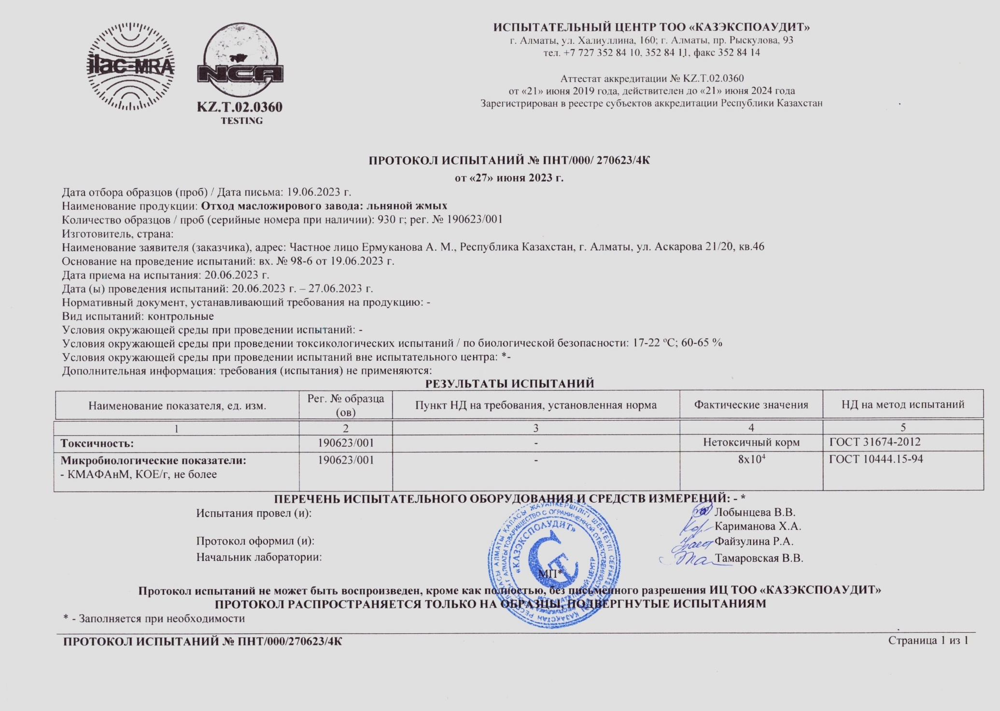 ilac-MRA
NCA
KZ.T.02.0360
TESTING
ИСПЫТАТЕЛЬНЫЙ ЦЕНТР ТОО «КАЗЭКСПОАУДИТ»
г. Алматы, ул. Халиуллина, 160; г. Алматы, пр. Рыскулова, 93
тел. +7 727 352 84 10, 352 84 11, факс 352 84 14
Аттестат аккредитации № KZ.T.02.0360
от «21» июня 2019 года, действителен до «21» июня 2024 года
Зарегистрирован в реестре субъектов аккредитации Республики Казахстан
ПРОТОКОЛ ИСПЫТАНИЙ № ПНТ/000/ 270623/4К
от «27» июня 2023 г.
Дата отбора образцов (проб) / Дата письма: 19.06.2023 г.
Наименование продукции: Отход масложирового завода: льняной жмых
Количество образцов / проб (серийные номера при наличии): 930 г; рег. № 190623/001
Изготовитель, страна:
Наименование заявителя (заказчика), адрес: Частное лицо Ермуканова А. М., Республика Казахстан, г. Алматы, ул. Аскарова 21/20, кв.46
Основание на проведение испытаний: вх. № 98-6 от 19.06.2023 г.
Дата приема на испытания: 20.06.2023 г.
Дата (ы) проведения испытаний: 20.06.2023 г. – 27.06.2023 г.
Нормативный документ, устанавливающий требования на продукцию: -
Вид испытаний: контрольные
Условия окружающей среды при проведении испытаний: -
Условия окружающей среды при проведении токсикологических испытаний / по биологической безопасности: 17-22 ºС; 60-65 %
Условия окружающей среды при проведении испытаний вне испытательного центра: *-
Дополнительная информация: требования (испытания) не применяются:
РЕЗУЛЬТАТЫ ИСПЫТАНИЙ
Наименование показателя, ед. изм. Рег. № образца (ов) Пункт НД на требования, установленная норма Фактические значения НД на метод испытаний
1 2 3 4 5
Токсичность: 190623/001 - Нетоксичный корм ГОСТ 31674-2012
Микробиологические показатели: 190623/001 - 8х10⁴ ГОСТ 10444.15-94
- КМАФАнМ, КОЕ/г, не более
ПЕРЕЧЕНЬ ИСПЫТАТЕЛЬНОГО ОБОРУДОВАНИЯ И СРЕДСТВ ИЗМЕРЕНИЙ: - *
Испытания провел (и): Лобынцева В.В.
Кариманова Х.А.
Протокол оформил (и): Файзулина Р.А.
Начальник лаборатории: Тамаровская В.В.
«КАЗЭКСПОАУДИТ»
ИСПЫТАТЕЛЬНЫЙ ЦЕНТР
МП*
Протокол испытаний не может быть воспроизведен, кроме как полностью, без письменного разрешения ИЦ ТОО «КАЗЭКСПОАУДИТ»
ПРОТОКОЛ РАСПРОСТРАНЯЕТСЯ ТОЛЬКО НА ОБРАЗЦЫ, ПОДВЕРГНУТЫЕ ИСПЫТАНИЯМ
* - Заполняется при необходимости
ПРОТОКОЛ ИСПЫТАНИЙ № ПНТ/000/270623/4К
Страница 1 из 1